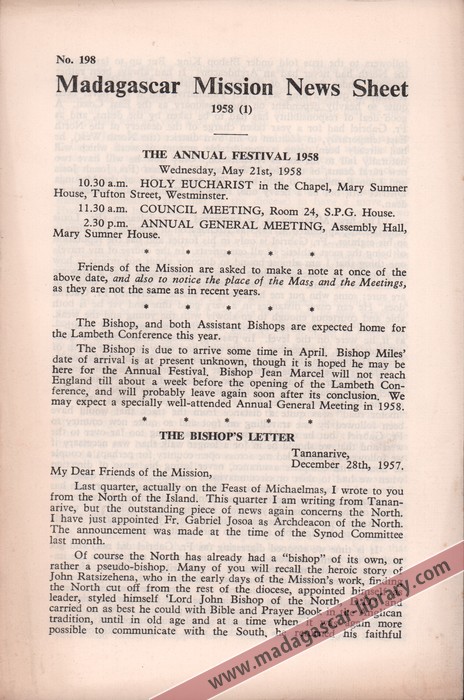 No. 198
Madagascar Mission News Sheet
1958 (1)
THE ANNUAL FESTIVAL 1958
Wednesday, May 21st, 1958
10.30 a.m. HOLY EUCHARIST in the Chapel, Mary Sumner
House, Tufton Street, Westminster.
11.30 a.m. COUNCIL MEETING, Room 24, S.P.G. House.
2.30 p.m. ANNUAL GENERAL MEETING, Assembly Hall,
Mary Sumner House.
* * * * *
Friends of the Mission are asked to make a note at once of the
above date, and also to notice the place of the Mass and the Meetings,
as they are not the same as in recent years.
* * * * *
The Bishop, and both Assistant Bishops are expected home for
the Lambeth Conference this year.
The Bishop is due to arrive some time in April. Bishop Miles'
date of arrival is at present unknown, though it is hoped he may be
here for the Annual Festival. Bishop Jean Marcel will not reach
England till about a week before the opening of the Lambeth Con-
ference, and will probably leave again soon after its conclusion. We
may expect a specially well-attended Annual General Meeting in 1958.
* * * * *
THE BISHOP'S LETTER
Tananarive,
December 28th, 1957.
My Dear Friends of the Mission,
Last quarter, actually on the Feast of Michaelmas, I wrote to you
from the North of the Island. This quarter I am writing from Tanan-
arive, but the outstanding piece of news again concerns the North.
I have just appointed Fr. Gabriel Josoa as Archdeacon of the North.
The announcement was made at the time of the Synod Committee
last month.
Of course the North has already had a "bishop" of its own, or
rather a pseudo-bishop. Many of you will recall the heroic story of
John Ratsizehena, who in the early days of the Mission's work, finding
the North cut off from the rest of the diocese, appointed himself
leader, styled himself 'Lord John Bishop of the North,
carried on as best he could with Bible and Prayer Book in the Anglican
tradition, until in old age and at a time when it again more
possible to communicate with the South, he his faithful
www.madagascar-library.com